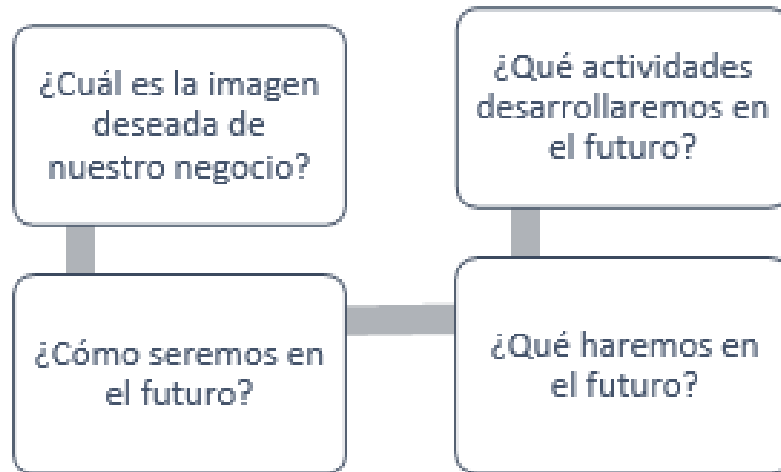 ¿Cuál es la imagen
deseada de
nuestro negocio?
¿Cómo seremos en
el futuro?
¿Qué haremos en
el futuro?
¿Qué actividades
desarrollaremos en
el futuro?